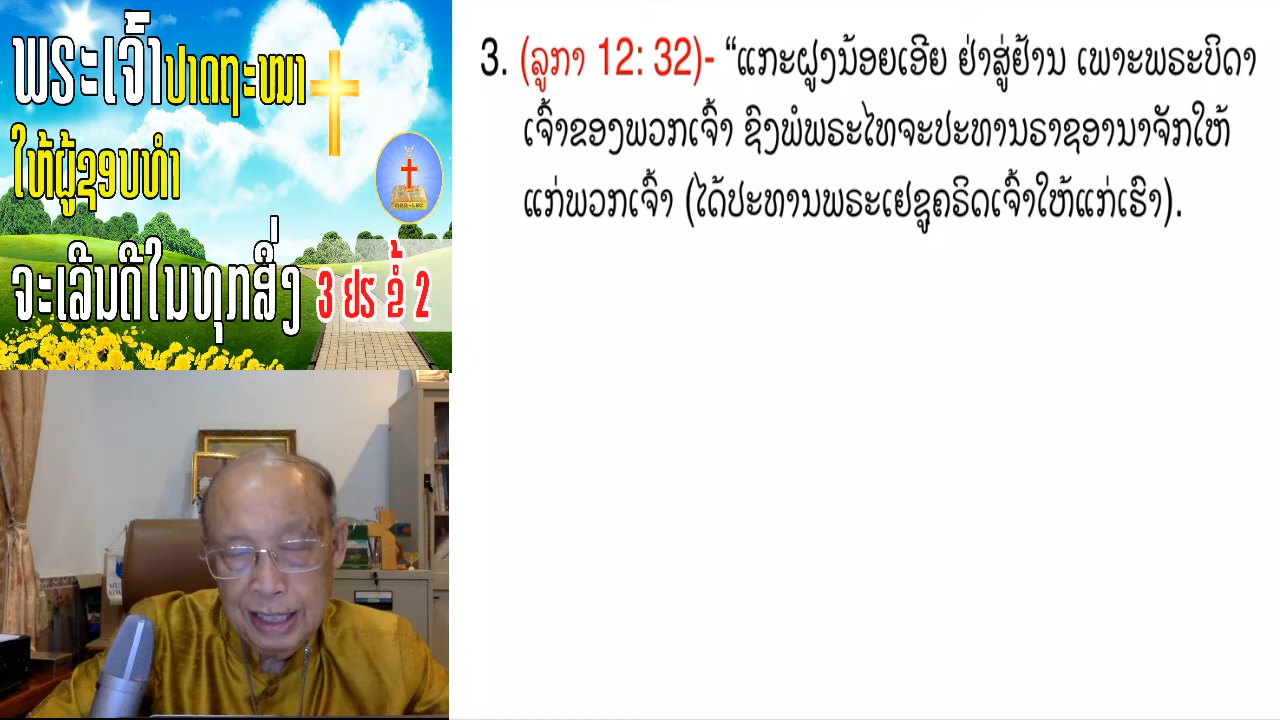 ພຣະເຈົ້າປາດຖະໜາ
ໃຫ້ຜູ້ຊອບທຳ
ຈະເລີນດີໃນທຸກສິ່ງ 3 ຢຮ ຂໍ້ 2
3. (ລູກາ 12: 32)- “ແກະຝູງນ້ອຍເອີຍ ຢ່າສູ່ຢ້ານ ເພາະພຣະບິດາ
ເຈົ້າຂອງພວກເຈົ້າ ຊົງພໍພຣະໄທຈະປະທານຣາຊອານາຈັກໃຫ້
ແກ່ພວກເຈົ້າ (ໄດ້ປະທານພຣະເຢຊູຄຣິດເຈົ້າໃຫ້ແກ່ເຮົາ).